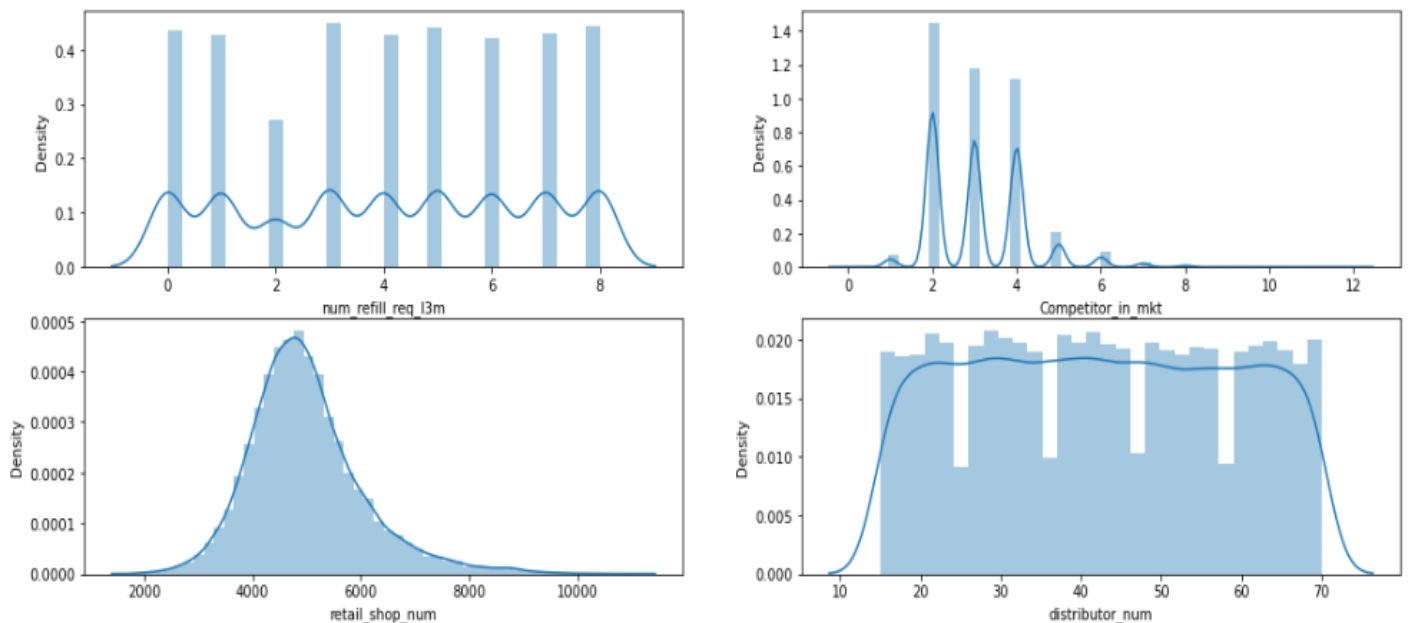 Density
0.4
0.3
0.2
0.1
0.0
0 2 4 6 8
num_refill_req_l3m
Density
1.4
1.2
1.0
0.8
0.6
0.4
0.2
0.0
0 2 4 6 8 10 12
Competitor_in_mkt
Density
0.0005
0.0004
0.0003
0.0002
0.0001
0.0000
2000 4000 6000 8000 10000
retail_shop_num
Density
0.020
0.015
0.010
0.005
0.000
10 20 30 40 50 60 70
distributor_num